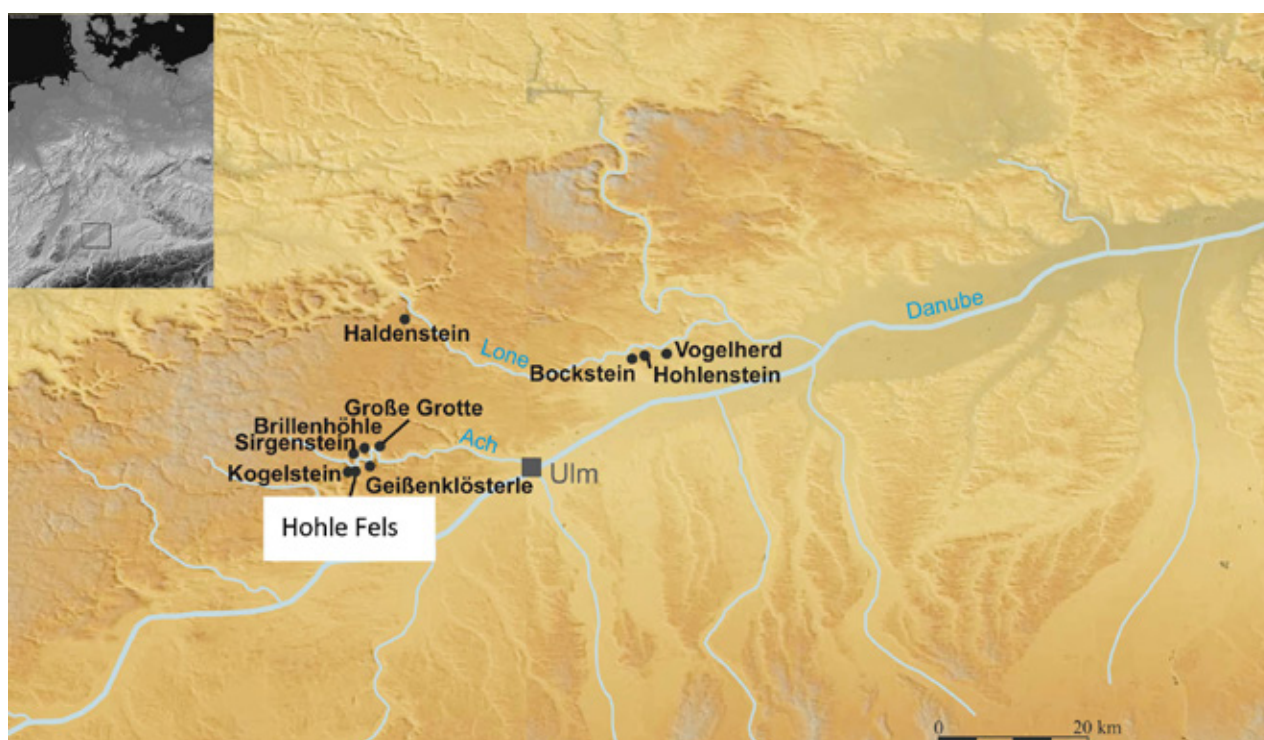 Danube
Haldenstein
Lone
Vogelherd
Bockstein
Hohlenstein
Große Grotte
Brillenhöhle
Sirgenstein
Ach
Kogelstein
Geißenklösterle
Ulm
Hohle Fels
0 20 km